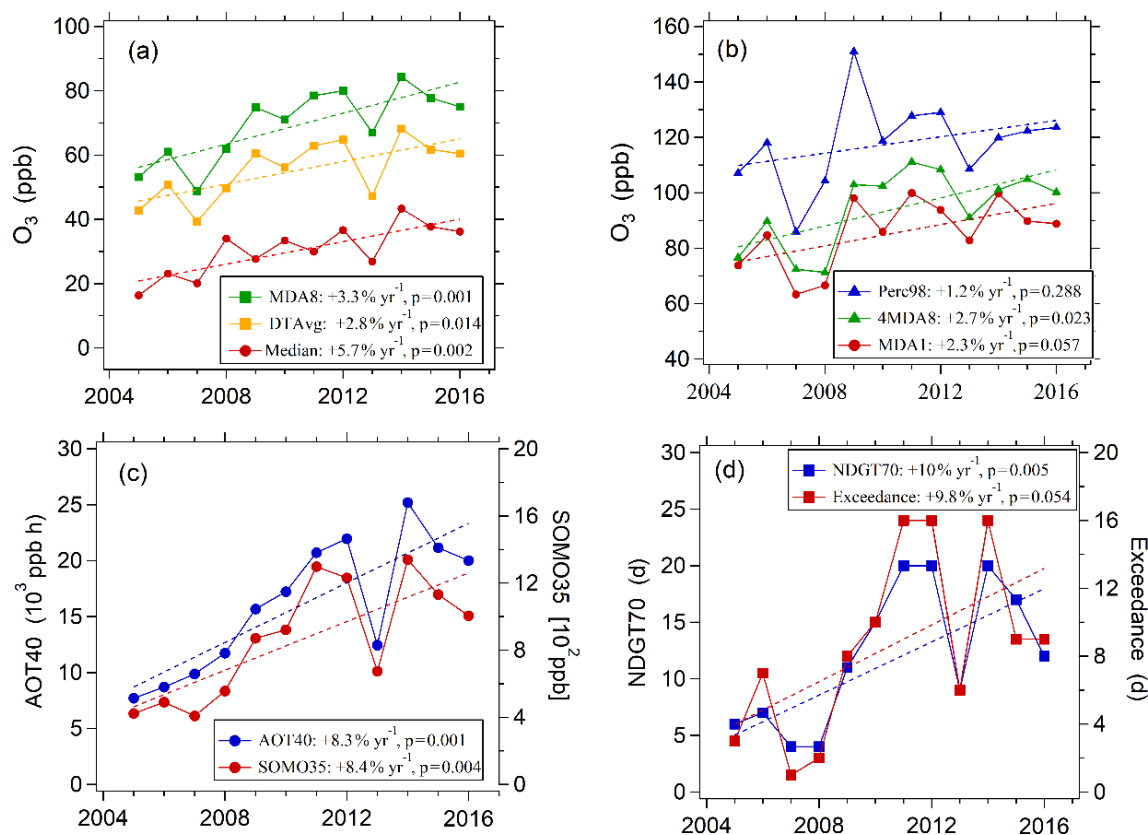 (a)
100
80
60
40
20
0
O3 (ppb)
MDA8: +3.3% yr-1, p=0.001
DTAvg: +2.8% yr-1, p=0.014
Median: +5.7% yr-1, p=0.002
2004 2008 2012 2016
(b)
160
140
120
100
80
60
40
O3 (ppb)
Perc98: +1.2% yr-1, p=0.288
4MDA8: +2.7% yr-1, p=0.023
MDA1: +2.3% yr-1, p=0.057
2004 2008 2012 2016
(c)
30
25
20
15
10
5
0
AOT40 (103 ppb h)
20
16
12
8
4
0
SOMO35 [102 ppb]
AOT40: +8.3% yr-1, p=0.001
SOMO35: +8.4% yr-1, p=0.004
2004 2008 2012 2016
(d)
NDGT70: +10% yr-1, p=0.005
Exceedance: +9.8% yr-1, p=0.054
30
25
20
15
10
5
0
NDGT70 (d)
20
16
12
8
4
0
Exceedance (d)
2004 2008 2012 2016